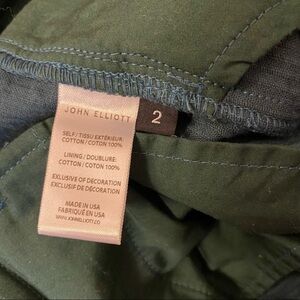 JOHN ELLIOTT
2
SELF/ TISSU EXTÉRIEUR:
COTTON/ COTON 100%
LINING/ DOUBLURE:
COTTON/ COTON 100%
EXLUSIVE OF DECORATION
EXCLUSIF DE DÉCORATION
MADE IN USA
FABRIQUÉ EN USA
WWW.JOHNELLIOTT.CO